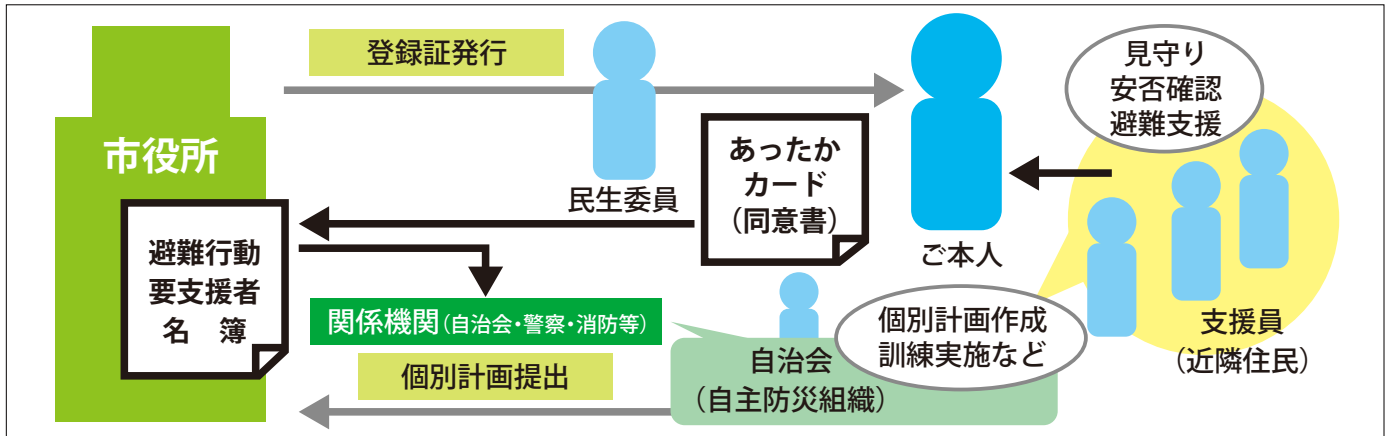 登録証発行
市役所
民生委員
あったか
カード
（同意書）
ご本人
見守り
安否確認
避難支援
避難行動
要支援者
名　簿
関係機関（自治会・警察・消防等）
個別計画提出
自治会
（自主防災組織）
個別計画作成
訓練実施など
支援員
（近隣住民）